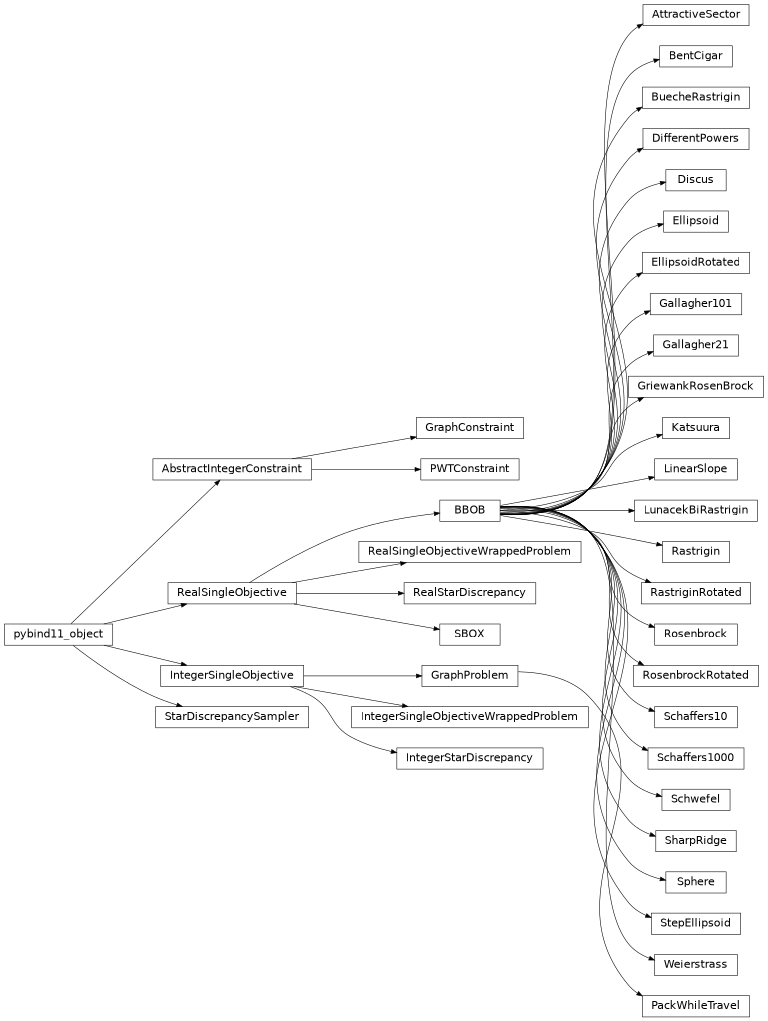 AttractiveSector
BentCigar
BuecheRastrigin
DifferentPowers
Discus
Ellipsoid
EllipsoidRotated
Gallagher101
Gallagher21
GriewankRosenBrock
GraphConstraint
Katsuura
AbstractIntegerConstraint
PWTConstraint
LinearSlope
BBOB
LunacekBiRastrigin
RealSingleObjectiveWrappedProblem
Rastrigin
RealSingleObjective
RealStarDiscrepancy
RastriginRotated
pybind11_object
SBOX
Rosenbrock
IntegerSingleObjective
GraphProblem
RosenbrockRotated
StarDiscrepancySampler
IntegerSingleObjectiveWrappedProblem
Schaffers10
IntegerStarDiscrepancy
Schaffers1000
Schwefel
SharpRidge
Sphere
StepEllipsoid
Weierstrass
PackWhileTravel